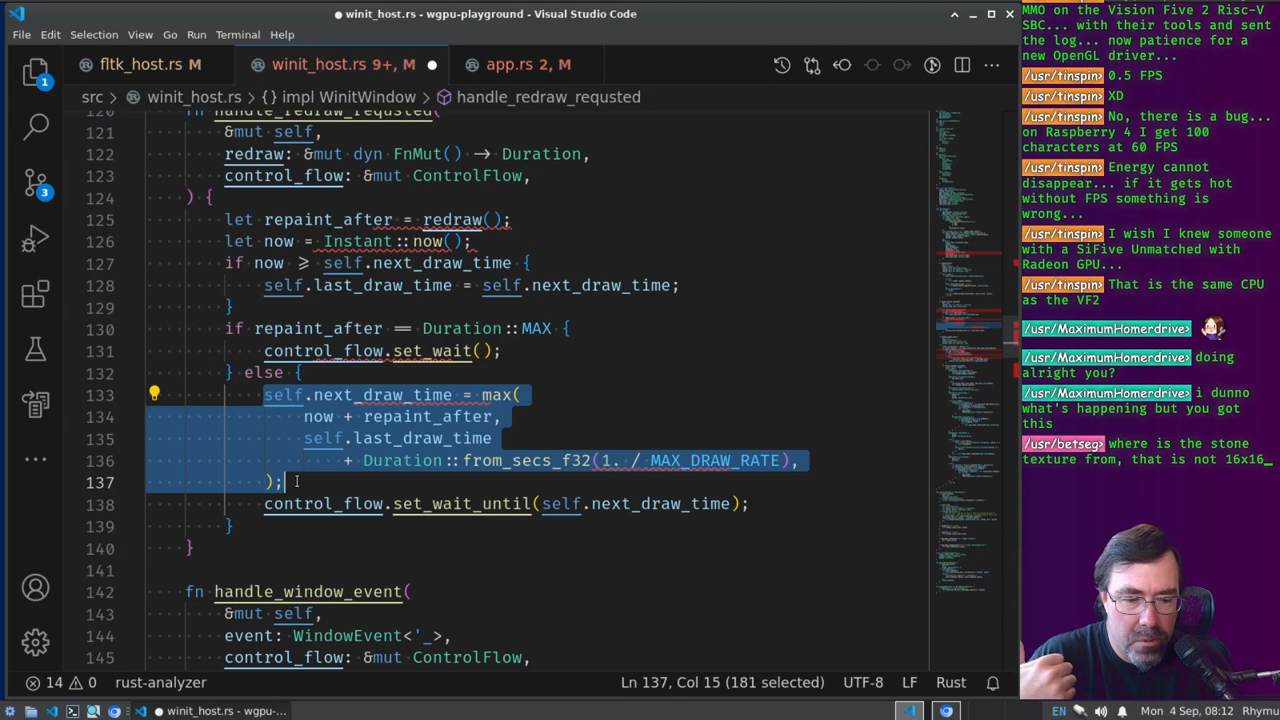 winit_host.rs - wgpu-playground - Visual Studio Code
File Edit Selection View Go Run Terminal Help
fltk_host.rs M
winit_host.rs 9+, M
app.rs 2, M
src > winit_host.rs > {} impl WinitWindow > handle_redraw_requsted
120 fn handle_redraw_requsted(
121 &mut self,
122 redraw: &mut dyn FnMut() -> Duration,
123 control_flow: &mut ControlFlow,
124 ) {
125 let repaint_after = redraw();
126 let now = Instant::now();
127 if now >= self.next_draw_time {
128 self.last_draw_time = self.next_draw_time;
129 }
130 if repaint_after == Duration::MAX {
131 control_flow.set_wait();
132 } else {
133 self.next_draw_time = max(
134 now + repaint_after,
135 self.last_draw_time
136 + Duration::from_secs_f32(1. / MAX_DRAW_RATE),
137 );
138 control_flow.set_wait_until(self.next_draw_time);
139 }
140 }
141
142 fn handle_window_event(
143 &mut self,
144 event: WindowEvent<'_>,
145 control_flow: &mut ControlFlow,
1
3
14 0 rust-analyzer Ln 137, Col 15 (181 selected) UTF-8 LF Rust
winit_host.rs - wgpu-...
EN Mon 4 Sep, 08:12 Rhymu
MMO on the Vision Five 2 Risc-V
SBC... with their tools and sent
the log... now patience for a
new OpenGL driver...
/usr/tinspin> 0.5 FPS
/usr/tinspin> XD
/usr/tinspin> No, there is a bug...
on Raspberry 4 I get 100
characters at 60 FPS
/usr/tinspin> Energy cannot
disappear... if it gets hot
without FPS something is
wrong...
/usr/tinspin> I wish I knew someone
with a SiFive Unmatched with
Radeon GPU...
/usr/tinspin> That is the same CPU
as the VF2
/usr/MaximumHomerdrive>
/usr/MaximumHomerdrive> doing
alright you?
/usr/MaximumHomerdrive> i dunno
what's happening but you got
this
/usr/betseg> where is the stone
texture from, that is not 16x16_